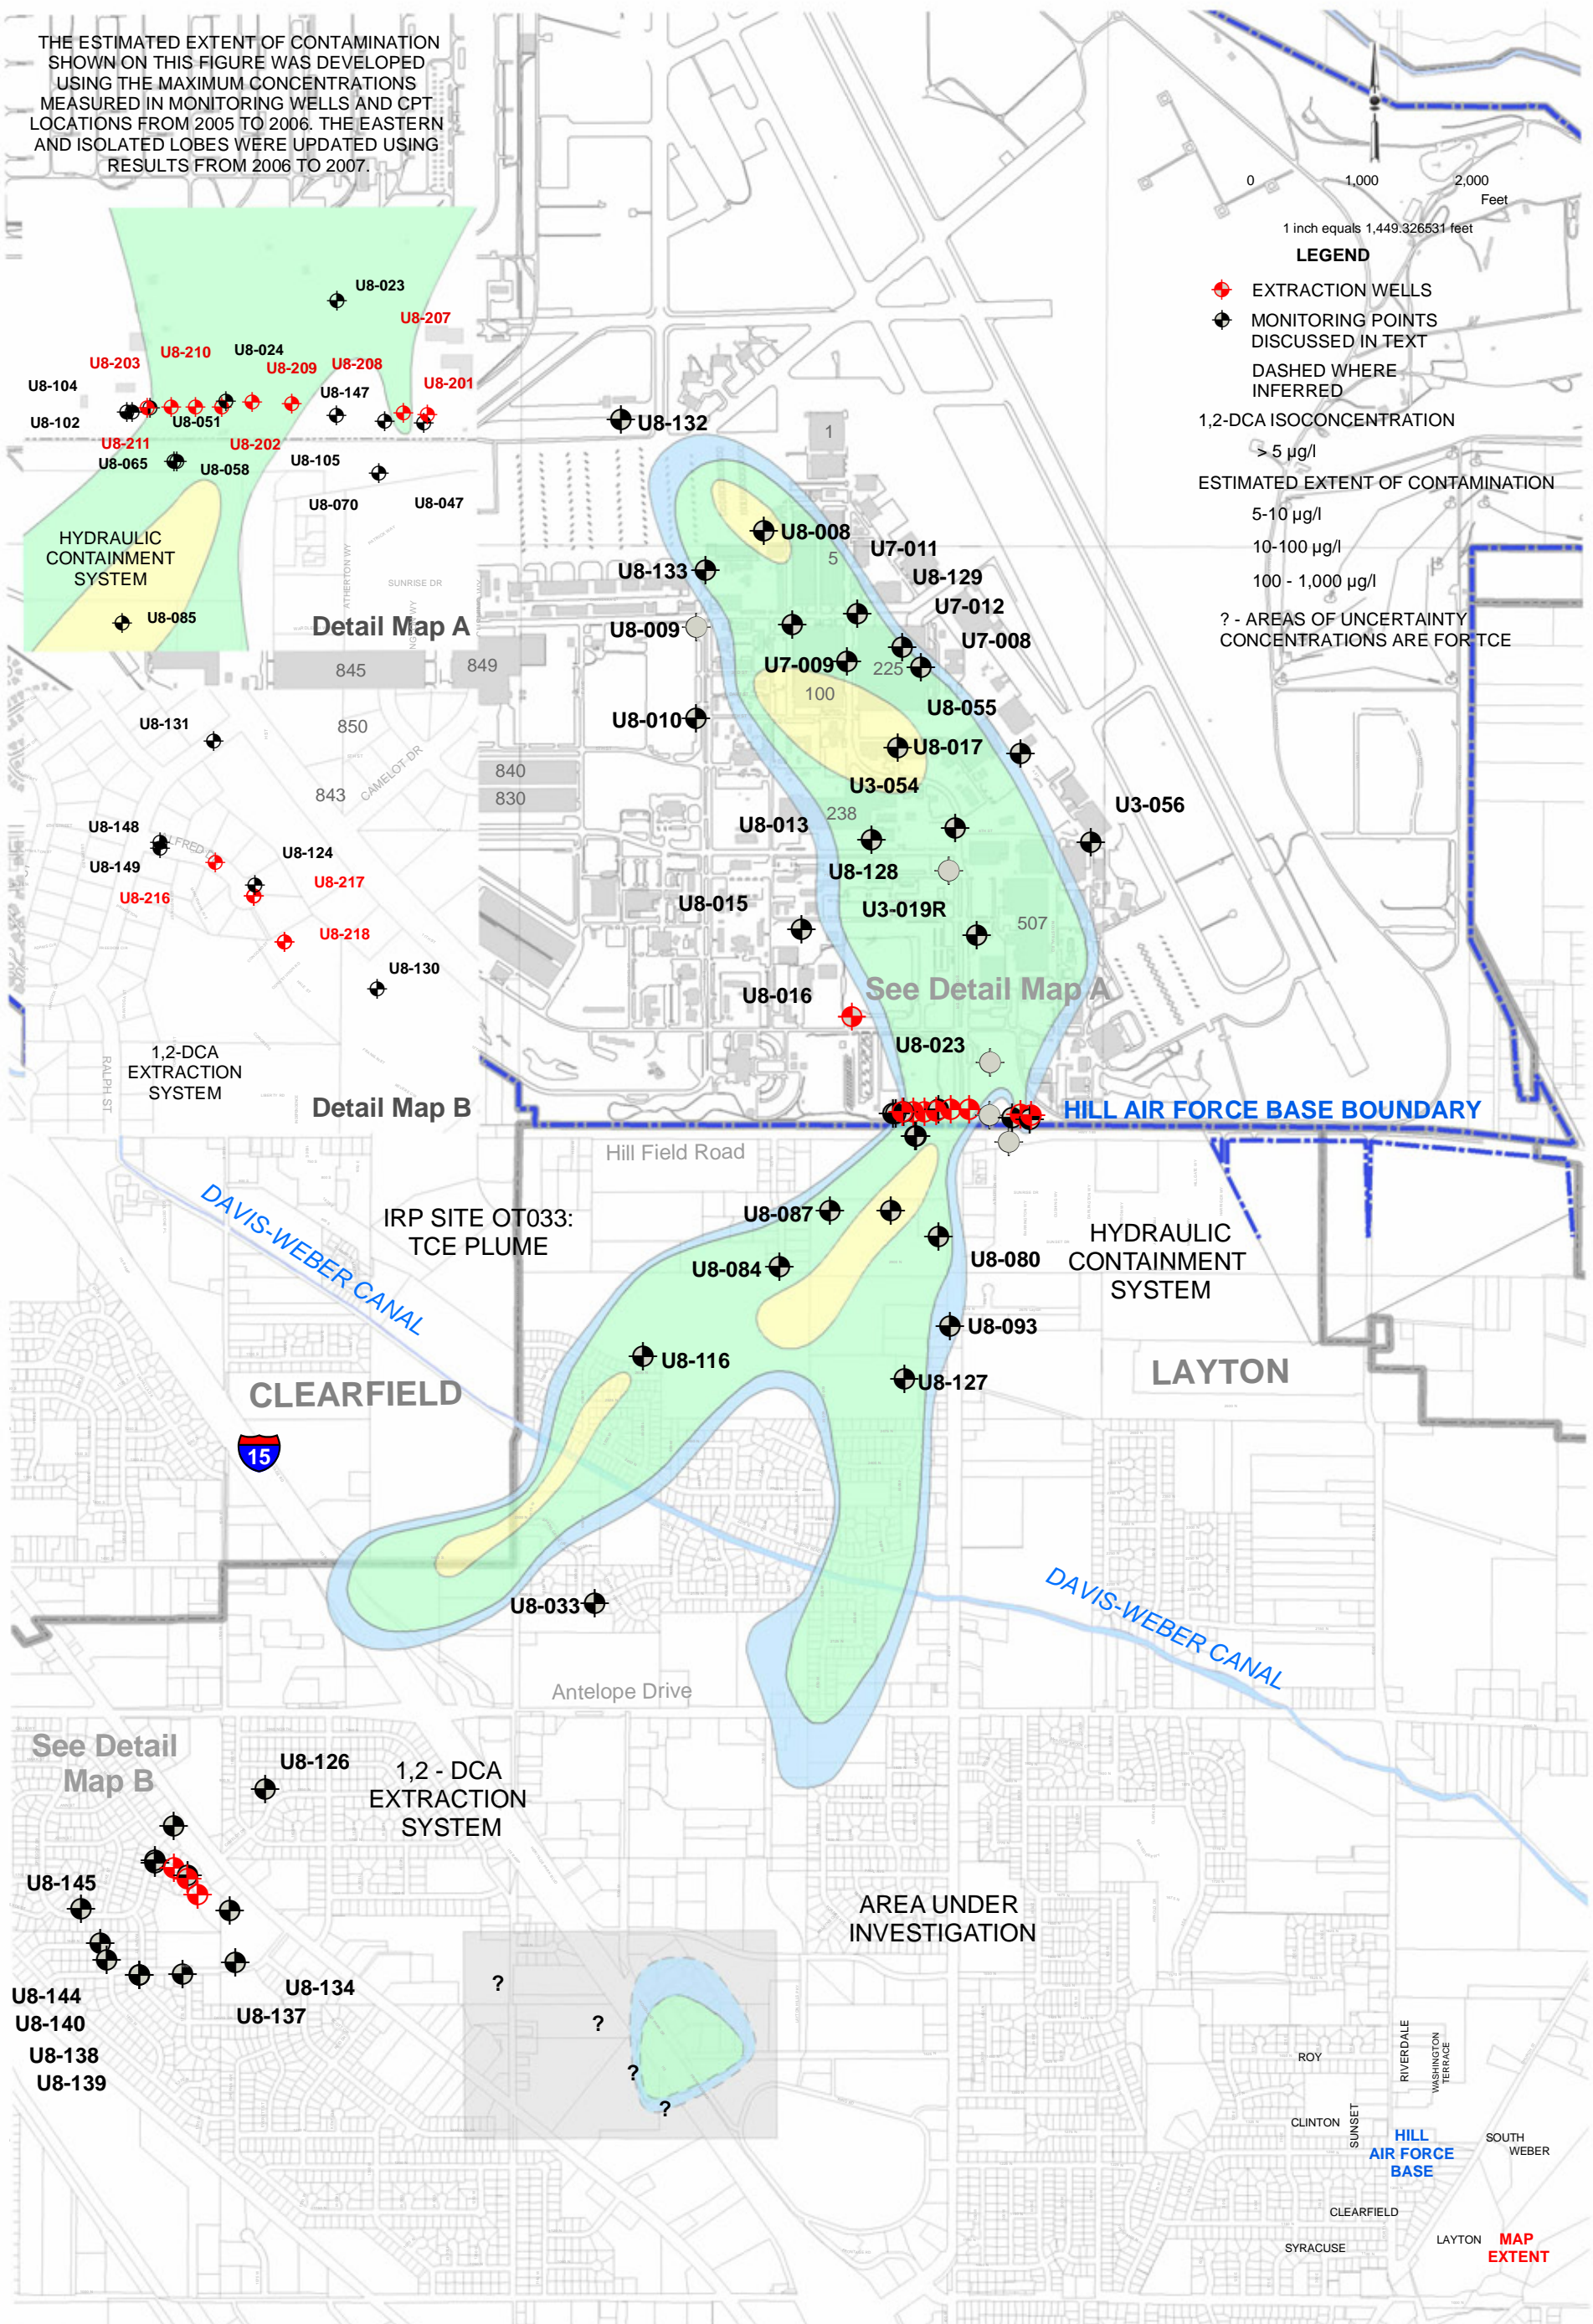 THE ESTIMATED EXTENT OF CONTAMINATION
SHOWN ON THIS FIGURE WAS DEVELOPED
USING THE MAXIMUM CONCENTRATIONS
MEASURED IN MONITORING WELLS AND CPT
LOCATIONS FROM 2005 TO 2006. THE EASTERN
AND ISOLATED LOBES WERE UPDATED USING
RESULTS FROM 2006 TO 2007.
0 1,000 2,000
Feet
1 inch equals 1,449.326531 feet
LEGEND
EXTRACTION WELLS
MONITORING POINTS
DISCUSSED IN TEXT
DASHED WHERE
INFERRED
1,2-DCA ISOCONCENTRATION
> 5 µg/l
ESTIMATED EXTENT OF CONTAMINATION
5-10 µg/l
10-100 µg/l
100 - 1,000 µg/l
? - AREAS OF UNCERTAINTY
CONCENTRATIONS ARE FOR TCE
U8-023
U8-207
U8-210
U8-024
U8-203
U8-209
U8-208
U8-104
U8-147
U8-201
U8-102
U8-051
U8-211
U8-202
U8-065
U8-058
U8-105
U8-070
U8-047
HYDRAULIC
CONTAINMENT
SYSTEM
ATHERTON WY
SUNRISE DR
U8-085
Detail Map A
845
849
U8-131
850
CAMELOT DR
840
843
830
U8-148
U8-124
U8-149
U8-217
U8-216
U8-218
U8-130
1,2-DCA
EXTRACTION
SYSTEM
RALPH ST
Detail Map B
U8-132
1
U8-008
U7-011
5
U8-133
U8-129
U7-012
U8-009
U7-008
U7-009
225
100
U8-010
U8-055
U8-017
U3-054
U3-056
238
U8-013
U8-128
U8-015
U3-019R
507
See Detail Map A
U8-016
U8-023
HILL AIR FORCE BASE BOUNDARY
Hill Field Road
DAVIS-WEBER CANAL
IRP SITE OT033:
TCE PLUME
U8-087
HYDRAULIC
CONTAINMENT
SYSTEM
U8-080
U8-084
U8-093
U8-116
U8-127
LAYTON
CLEARFIELD
15
U8-033
DAVIS-WEBER CANAL
Antelope Drive
See Detail
Map B
U8-126
1,2 - DCA
EXTRACTION
SYSTEM
U8-145
AREA UNDER
INVESTIGATION
?
?
?
?
U8-134
U8-144
U8-137
U8-140
U8-138
U8-139
ROY
RIVERDALE
WASHINGTON
TERRACE
CLINTON
SUNSET
HILL
AIR FORCE
BASE
SOUTH
WEBER
CLEARFIELD
SYRACUSE
LAYTON
MAP
EXTENT